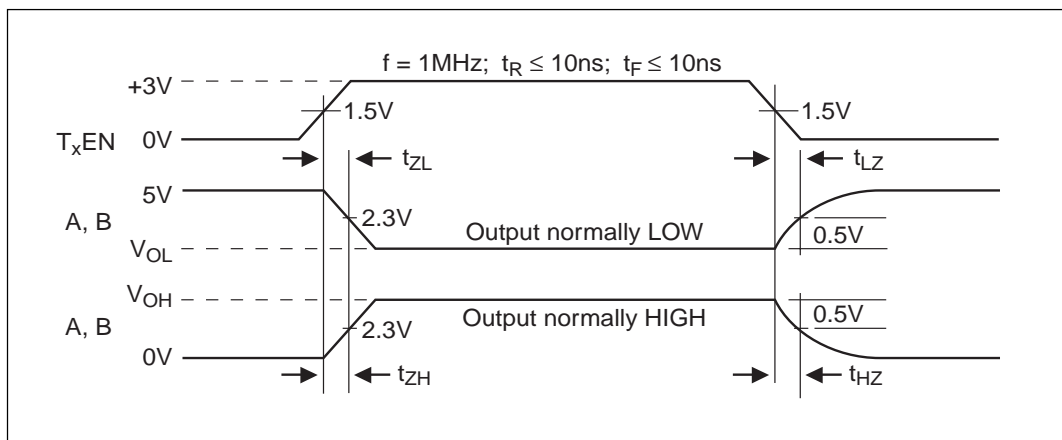 f = 1MHz; tR ≤ 10ns; tF ≤ 10ns
+3V
1.5V
1.5V
TxEN
0V
tZL
tLZ
5V
A, B
2.3V
Output normally LOW
0.5V
VOL
VOH
A, B
2.3V
Output normally HIGH
0.5V
0V
tZH
tHZ